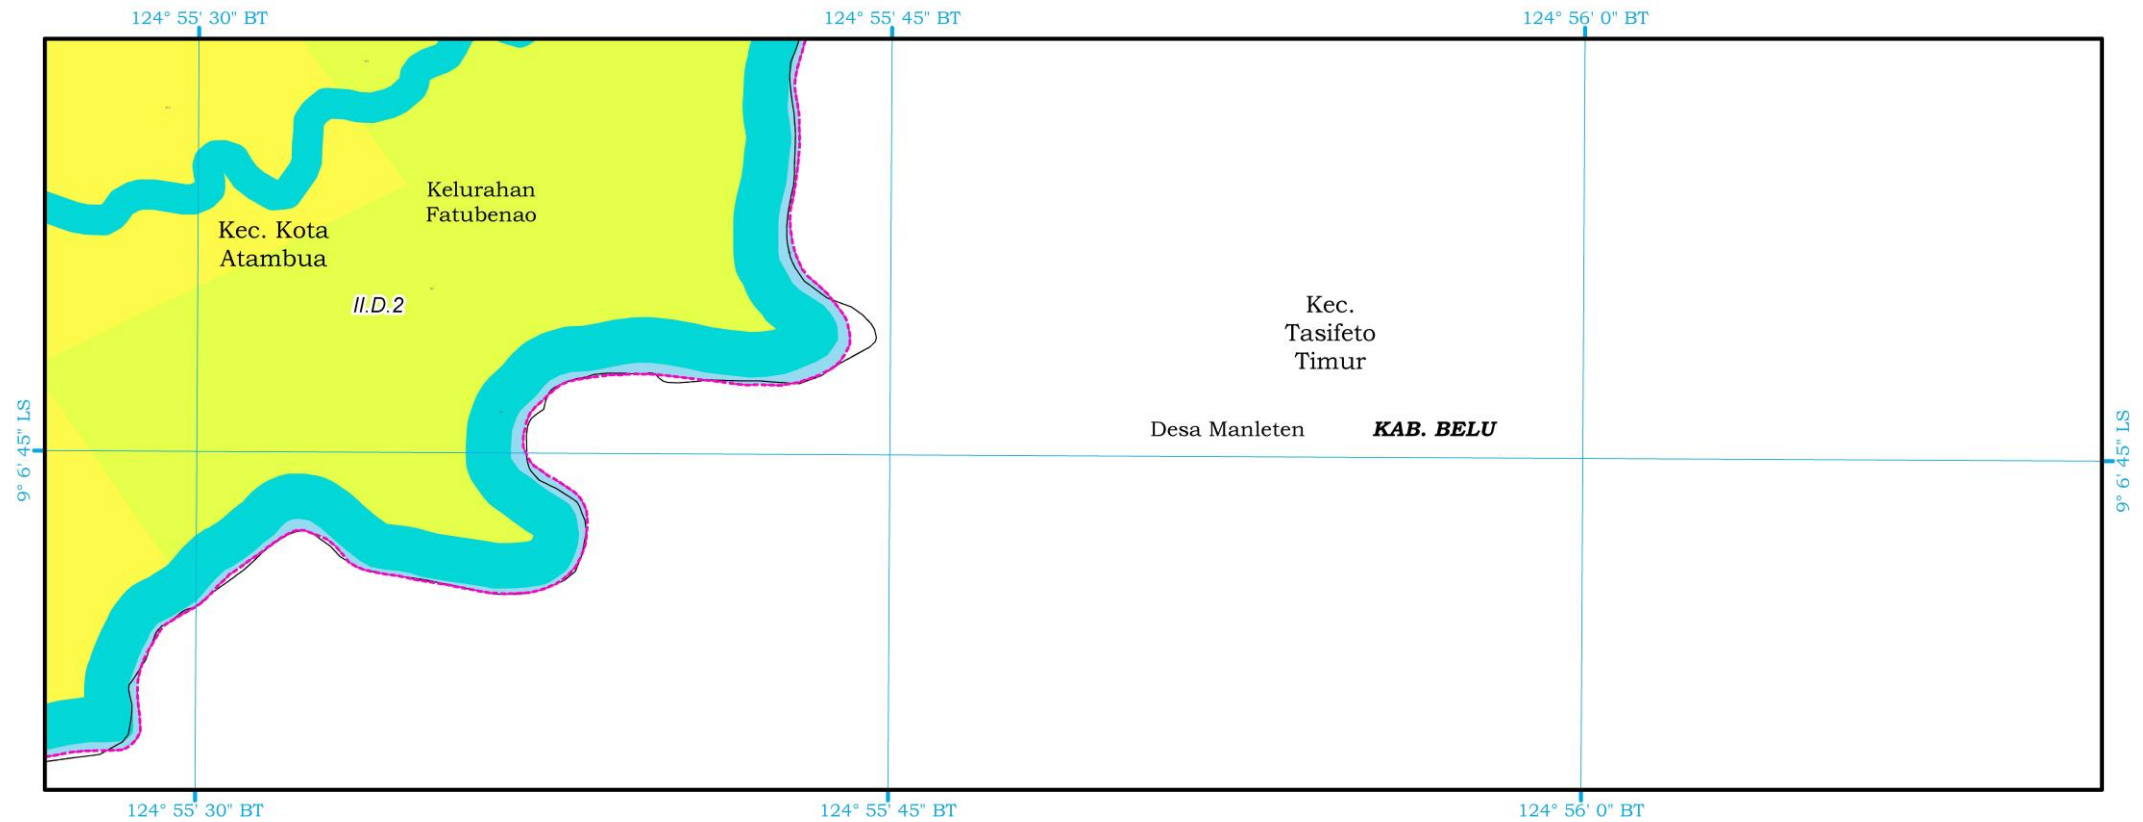 124° 55' 30" BT
124° 55' 45" BT
124° 56' 0" BT
Kelurahan
Fatubenao
Kec. Kota
Atambua
II.D.2
Kec.
Tasifeto
Timur
Desa Manleten
KAB. BELU
9° 6' 45" LS
9° 6' 45" LS
124° 55' 30" BT
124° 55' 45" BT
124° 56' 0" BT